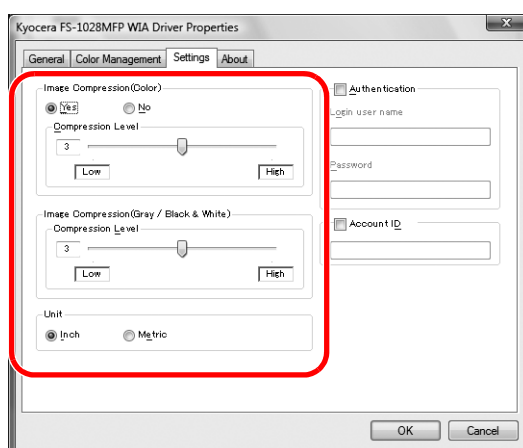 Kyocera FS-1028MFP WIA Driver Properties
General Color Management Settings About
Image Compression(Color)
Yes No
Compression Level
3
Low High
Image Compression(Gray / Black & White)
Compression Level
3
Low High
Unit
Inch Metric
Authentication
Login user name
Password
Account ID
OK Cancel